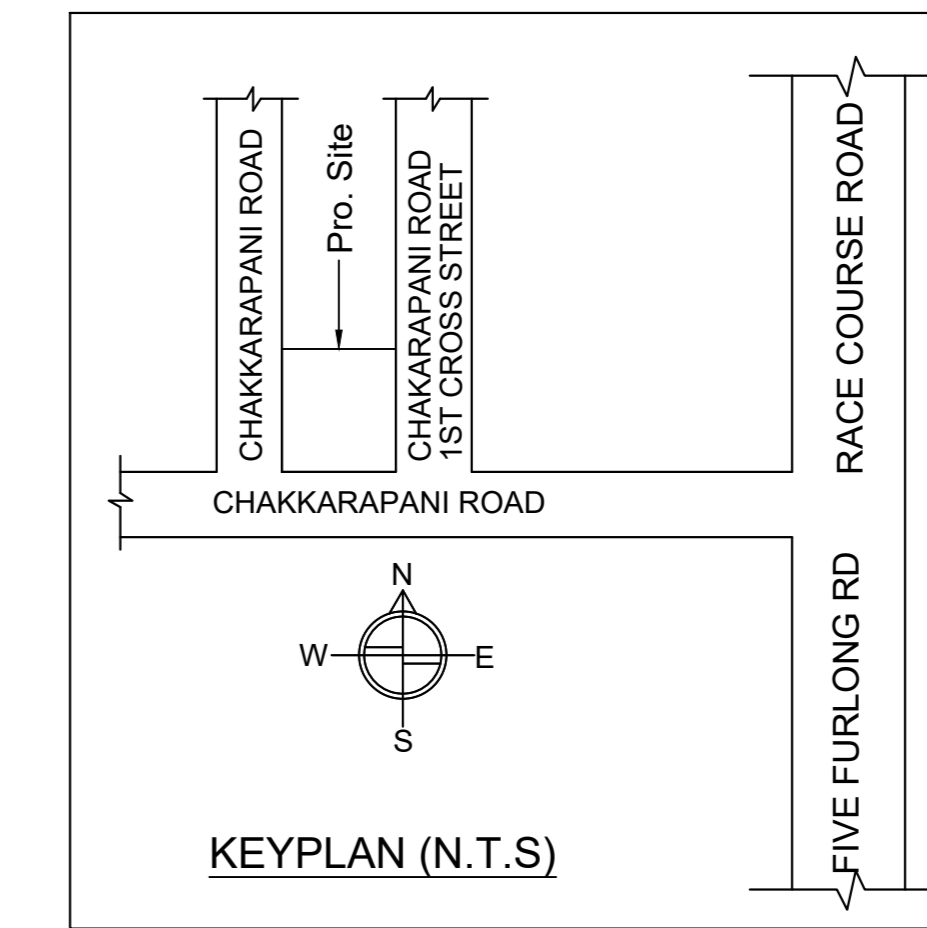 CHAKKARAPANI ROAD
Pro. Site
CHAKARAPANI ROAD
1ST CROSS STREET
RACE COURSE ROAD
CHAKKARAPANI ROAD
FIVE FURLONG RD
N
W
E
S
KEYPLAN (N.T.S)